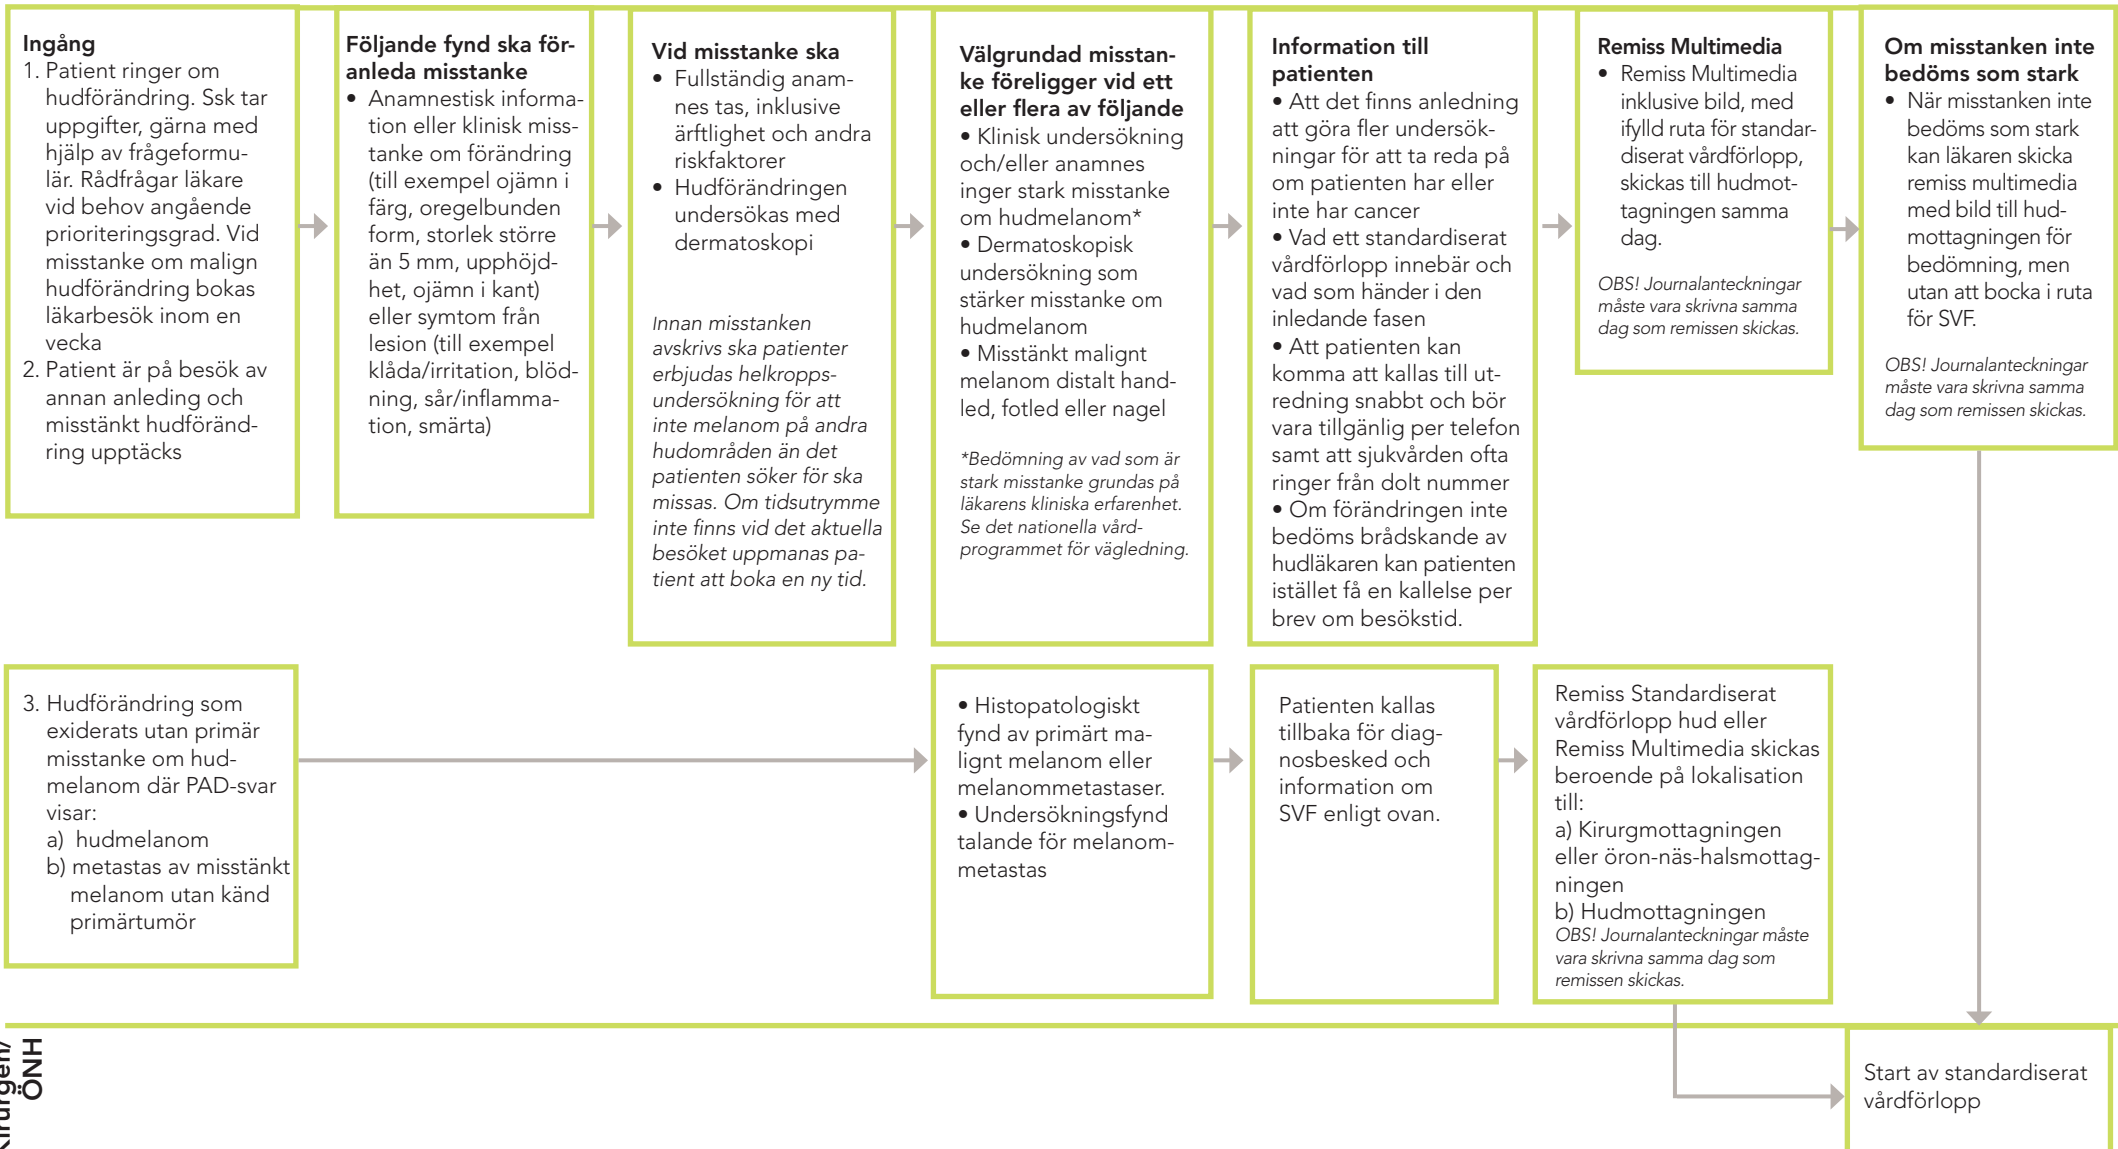 Ingång
1. Patient ringer om
hudförändring. Ssk tar
uppgifter, gärna med
hjälp av frågeformu-
lär. Rådfrågar läkare
vid behov angående
prioriteringsgrad. Vid
misstanke om malign
hudförändring bokas
läkarbesök inom en
vecka
2. Patient är på besök av
annan anleding och
misstänkt hudföränd-
ring upptäcks
Följande fynd ska för-
anleda misstanke
• Anamnestisk informa-
tion eller klinisk miss-
tanke om förändring
(till exempel ojämn i
färg, oregelbunden
form, storlek större
än 5 mm, upphöjd-
het, ojämn i kant)
eller symtom från
lesion (till exempel
klåda/irritation, blöd-
ning, sår/inflamma-
tion, smärta)
Vid misstanke ska
• Fullständig anam-
nes tas, inklusive
ärftlighet och andra
riskfaktorer
• Hudförändringen
undersökas med
dermatoskopi
Innan misstanken
avskrivs ska patienter
erbjudas helkropps-
undersökning för att
inte melanom på andra
hudområden än det
patienten söker för ska
missas. Om tidsutrymme
inte finns vid det aktuella
besöket uppmanas pa-
tient att boka en ny tid.
Välgrundad misstan-
ke föreligger vid ett
eller flera av följande
• Klinisk undersökning
och/eller anamnes
inger stark misstanke
om hudmelanom*
• Dermatoskopisk
undersökning som
stärker misstanke om
hudmelanom
• Misstänkt malignt
melanom distalt hand-
led, fotled eller nagel
*Bedömning av vad som är
stark misstanke grundas på
läkarens kliniska erfarenhet.
Se det nationella vård-
programmet för vägledning.
Information till
patienten
• Att det finns anledning
att göra fler undersök-
ningar för att ta reda på
om patienten har eller
inte har cancer
• Vad ett standardiserat
vårdförlopp innebär och
vad som händer i den
inledande fasen
• Att patienten kan
komma att kallas till ut-
redning snabbt och bör
vara tillgänlig per telefon
samt att sjukvården ofta
ringer från dolt nummer
• Om förändringen inte
bedöms brådskande av
hudläkaren kan patienten
istället få en kallelse per
brev om besökstid.
Remiss Multimedia
• Remiss Multimedia
inklusive bild, med
ifylld ruta för standar-
diserat vårdförlopp,
skickas till hudmot-
tagningen samma
dag.
OBS! Journalanteckningar
måste vara skrivna samma
dag som remissen skickas.
Om misstanken inte
bedöms som stark
• När misstanken inte
bedöms som stark
kan läkaren skicka
remiss multimedia
med bild till hud-
mottagningen för
bedömning, men
utan att bocka i ruta
för SVF.
OBS! Journalanteckningar
måste vara skrivna samma
dag som remissen skickas.
3. Hudförändring som
exiderats utan primär
misstanke om hud-
melanom där PAD-svar
visar:
a) hudmelanom
b) metastas av misstänkt
melanom utan känd
primärtumör
• Histopatologiskt
fynd av primärt ma-
lignt melanom eller
melanommetastaser.
• Undersökningsfynd
talande för melanom-
metastas
Patienten kallas
tillbaka för diag-
nosbesked och
information om
SVF enligt ovan.
Remiss Standardiserat
vårdförlopp hud eller
Remiss Multimedia skickas
beroende på lokalisation
till:
a) Kirurgmottagningen
eller öron-näs-halsmottag-
ningen
b) Hudmottagningen
OBS! Journalanteckningar måste
vara skrivna samma dag som
remissen skickas.
Kirurgen/
ÖNH
Start av standardiserat
vårdförlopp